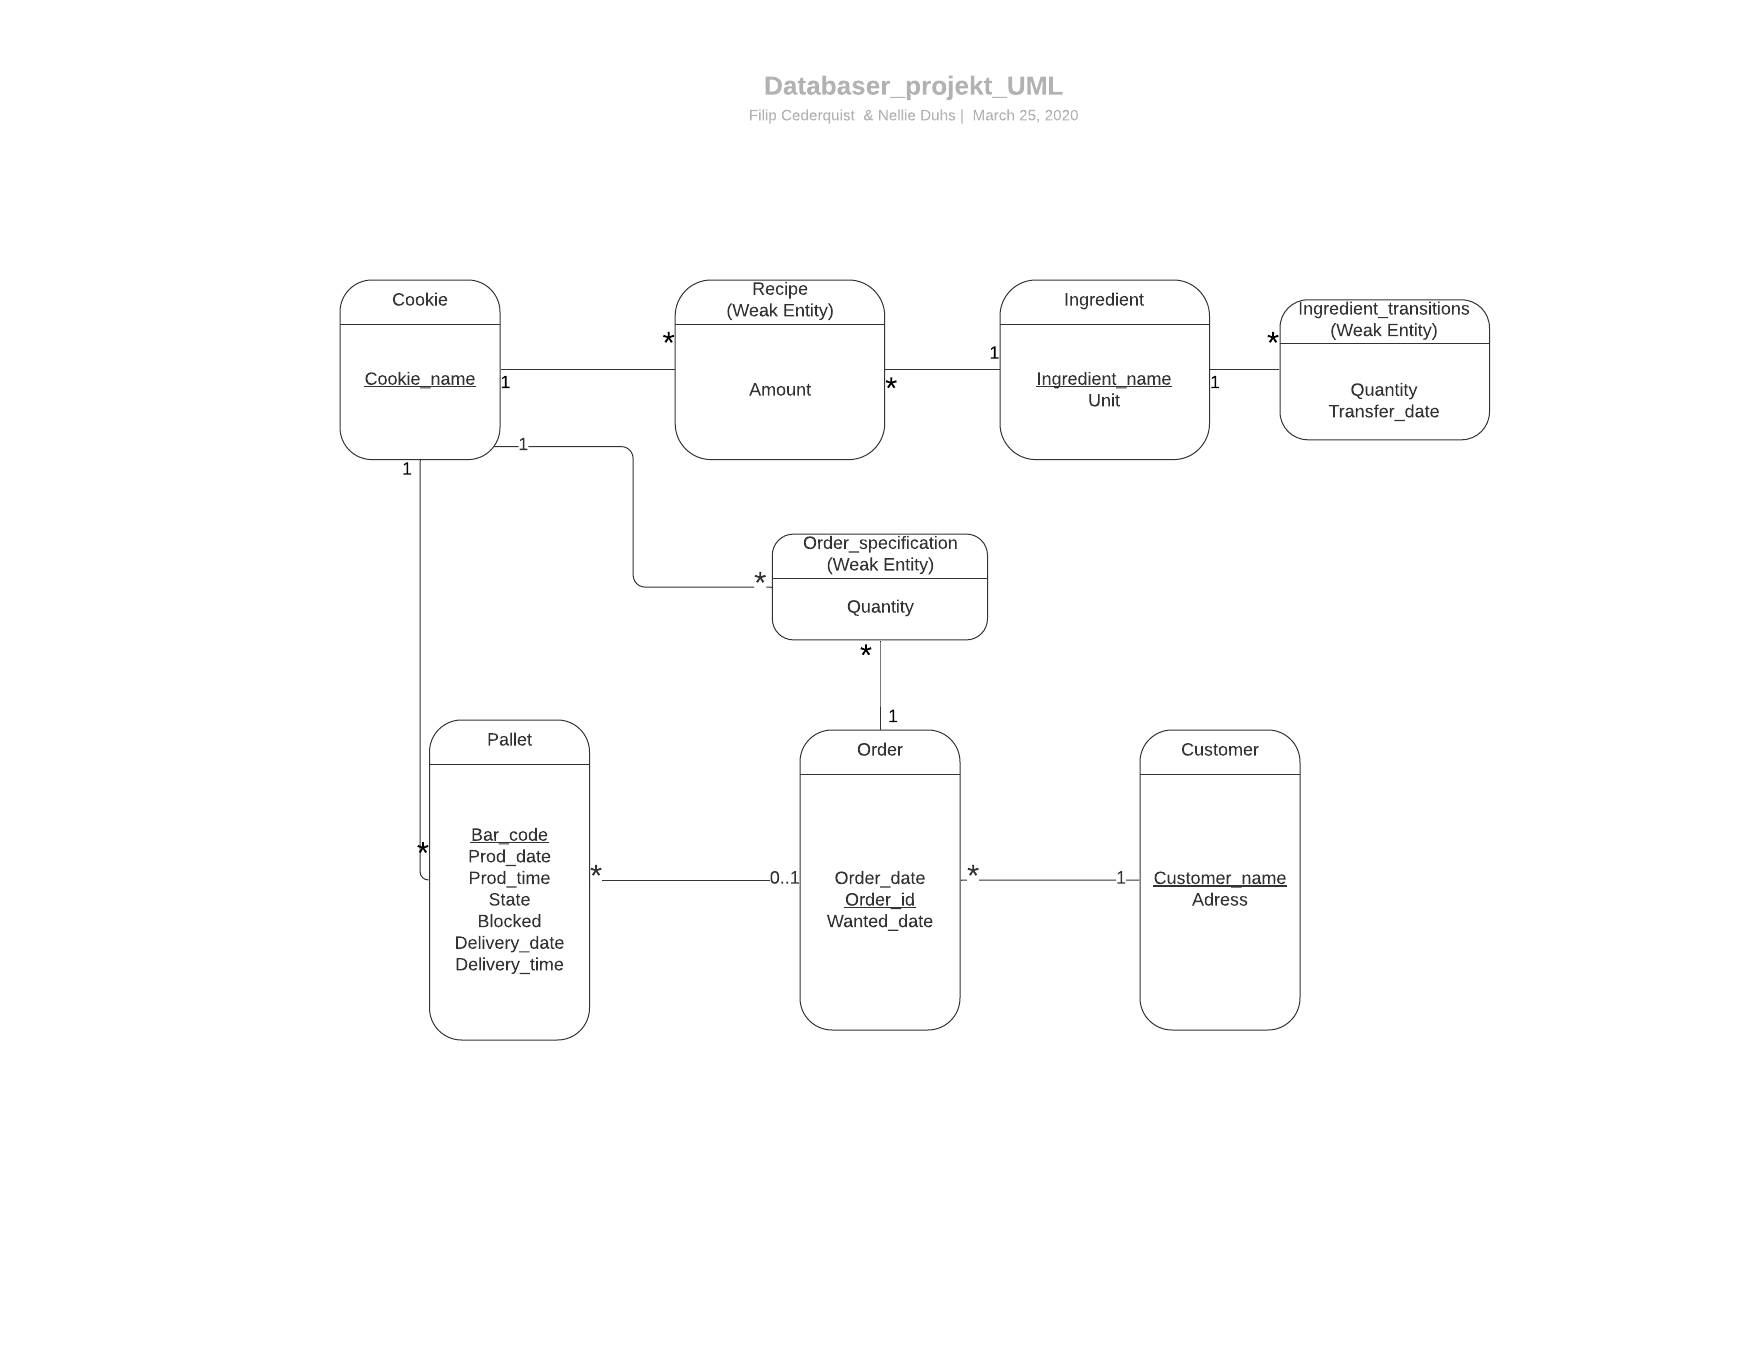 Databaser_projekt_UML
Filip Cederquist & Nellie Duhs | March 25, 2020
Cookie
Cookie_name
1
1
1
Recipe
(Weak Entity)
Amount
*
*
Ingredient
Ingredient_name
Unit
1
1
Ingredient_transitions
(Weak Entity)
Quantity
Transfer_date
*
Order_specification
(Weak Entity)
Quantity
*
*
1
Pallet
Bar_code
Prod_date
Prod_time
State
Blocked
Delivery_date
Delivery_time
*
*
0..1
Order
Order_date
Order_id
Wanted_date
*
1
Customer
Customer_name
Adress